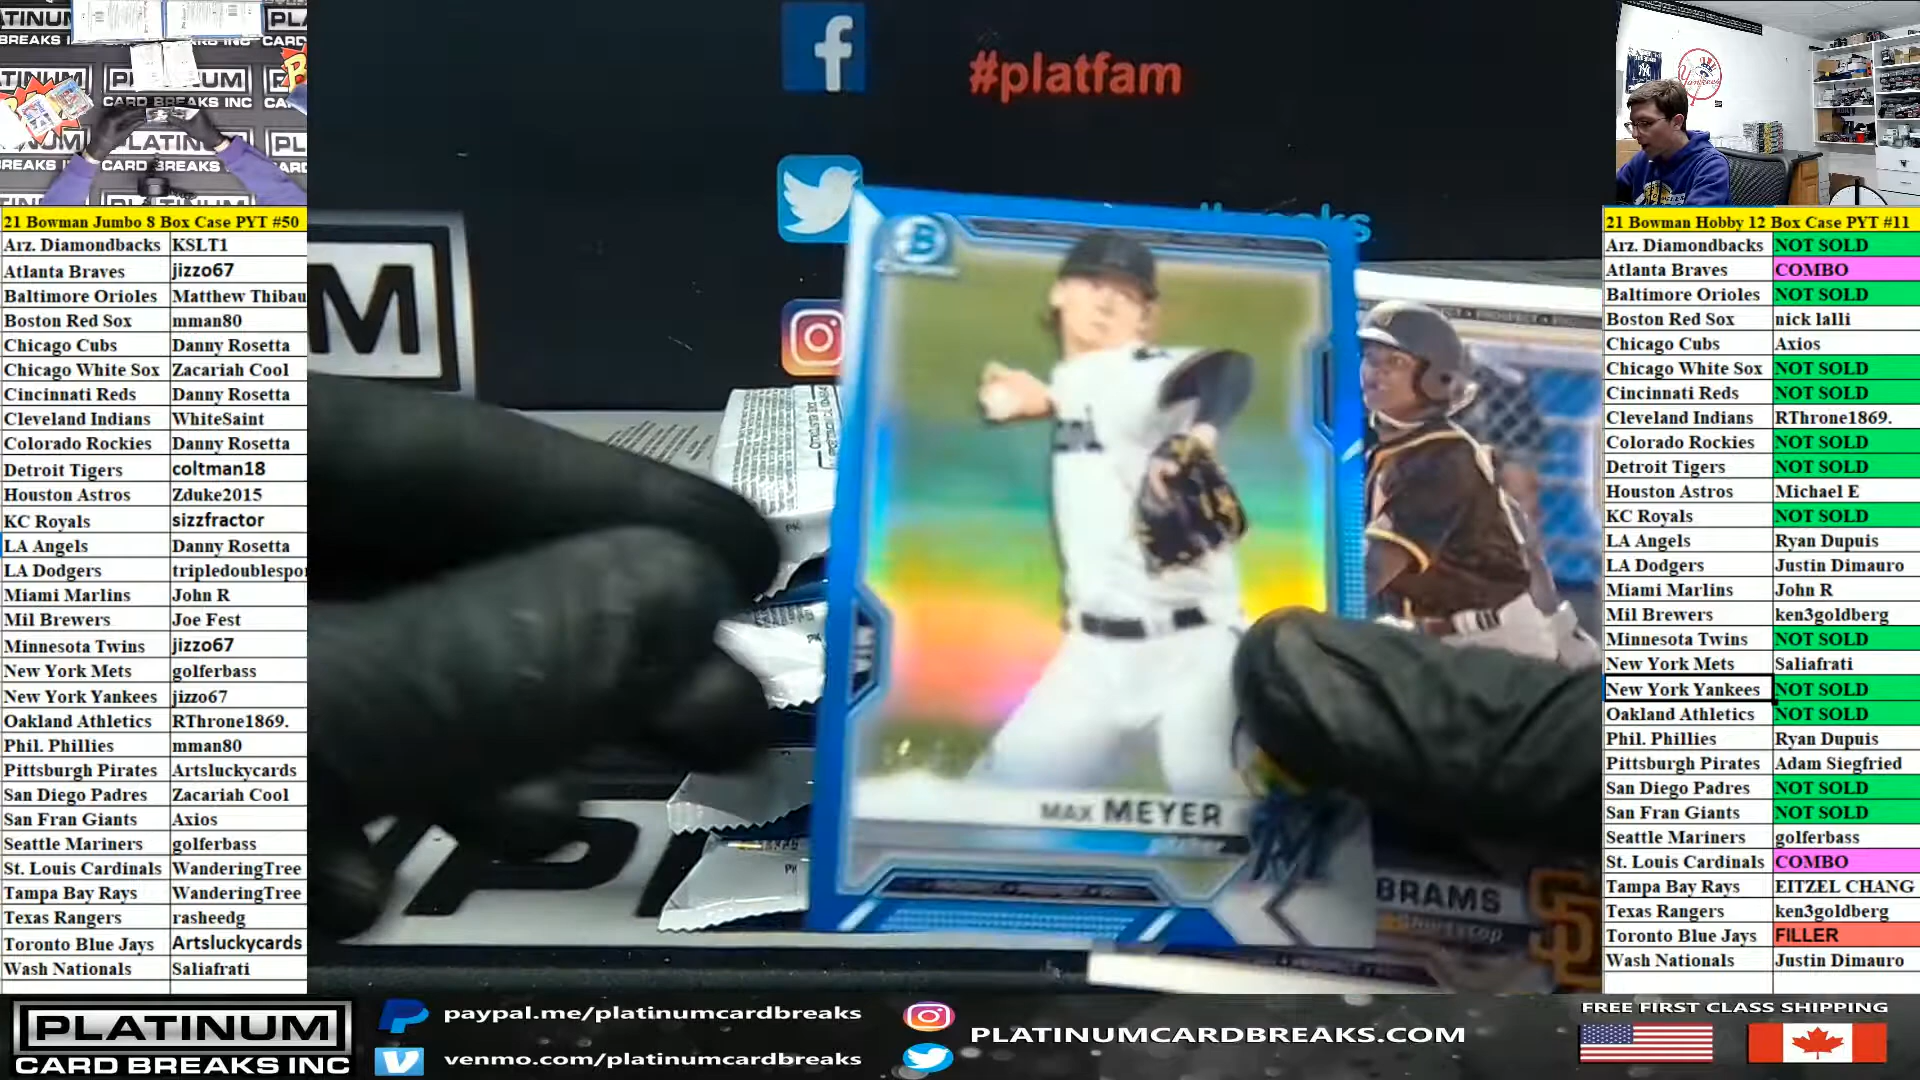 #platfam
21 Bowman Jumbo 8 Box Case PYT #50
Arz. Diamondbacks KSLT1
Atlanta Braves jizzo67
Baltimore Orioles Matthew Thibau
Boston Red Sox mman80
Chicago Cubs Danny Rosetta
Chicago White Sox Zacariah Cool
Cincinnati Reds Danny Rosetta
Cleveland Indians WhiteSaint
Colorado Rockies Danny Rosetta
Detroit Tigers coltman18
Houston Astros Zduke2015
KC Royals sizzfractor
LA Angels Danny Rosetta
LA Dodgers tripledoublespor
Miami Marlins John R
Mil Brewers Joe Fest
Minnesota Twins jizzo67
New York Mets golferbass
New York Yankees jizzo67
Oakland Athletics RThrone1869.
Phil. Phillies mman80
Pittsburgh Pirates Artsluckycards
San Diego Padres Zacariah Cool
San Fran Giants Axios
Seattle Mariners golferbass
St. Louis Cardinals WanderingTree
Tampa Bay Rays WanderingTree
Texas Rangers rasheedg
Toronto Blue Jays Artsluckycards
Wash Nationals Saliafrati
MAX MEYER
BRAMS
Shortstop
21 Bowman Hobby 12 Box Case PYT #11
Arz. Diamondbacks NOT SOLD
Atlanta Braves COMBO
Baltimore Orioles NOT SOLD
Boston Red Sox nick lalli
Chicago Cubs Axios
Chicago White Sox NOT SOLD
Cincinnati Reds NOT SOLD
Cleveland Indians RThrone1869.
Colorado Rockies NOT SOLD
Detroit Tigers NOT SOLD
Houston Astros Michael E
KC Royals NOT SOLD
LA Angels Ryan Dupuis
LA Dodgers Justin Dimauro
Miami Marlins John R
Mil Brewers ken3goldberg
Minnesota Twins NOT SOLD
New York Mets Saliafrati
New York Yankees NOT SOLD
Oakland Athletics NOT SOLD
Phil. Phillies Ryan Dupuis
Pittsburgh Pirates Adam Siegfried
San Diego Padres NOT SOLD
San Fran Giants NOT SOLD
Seattle Mariners golferbass
St. Louis Cardinals COMBO
Tampa Bay Rays EITZEL CHANG
Texas Rangers ken3goldberg
Toronto Blue Jays FILLER
Wash Nationals Justin Dimauro
PLATINUM
CARD BREAKS INC
paypal.me/platinumcardbreaks
venmo.com/platinumcardbreaks
PLATINUMCARDBREAKS.COM
FREE FIRST CLASS SHIPPING